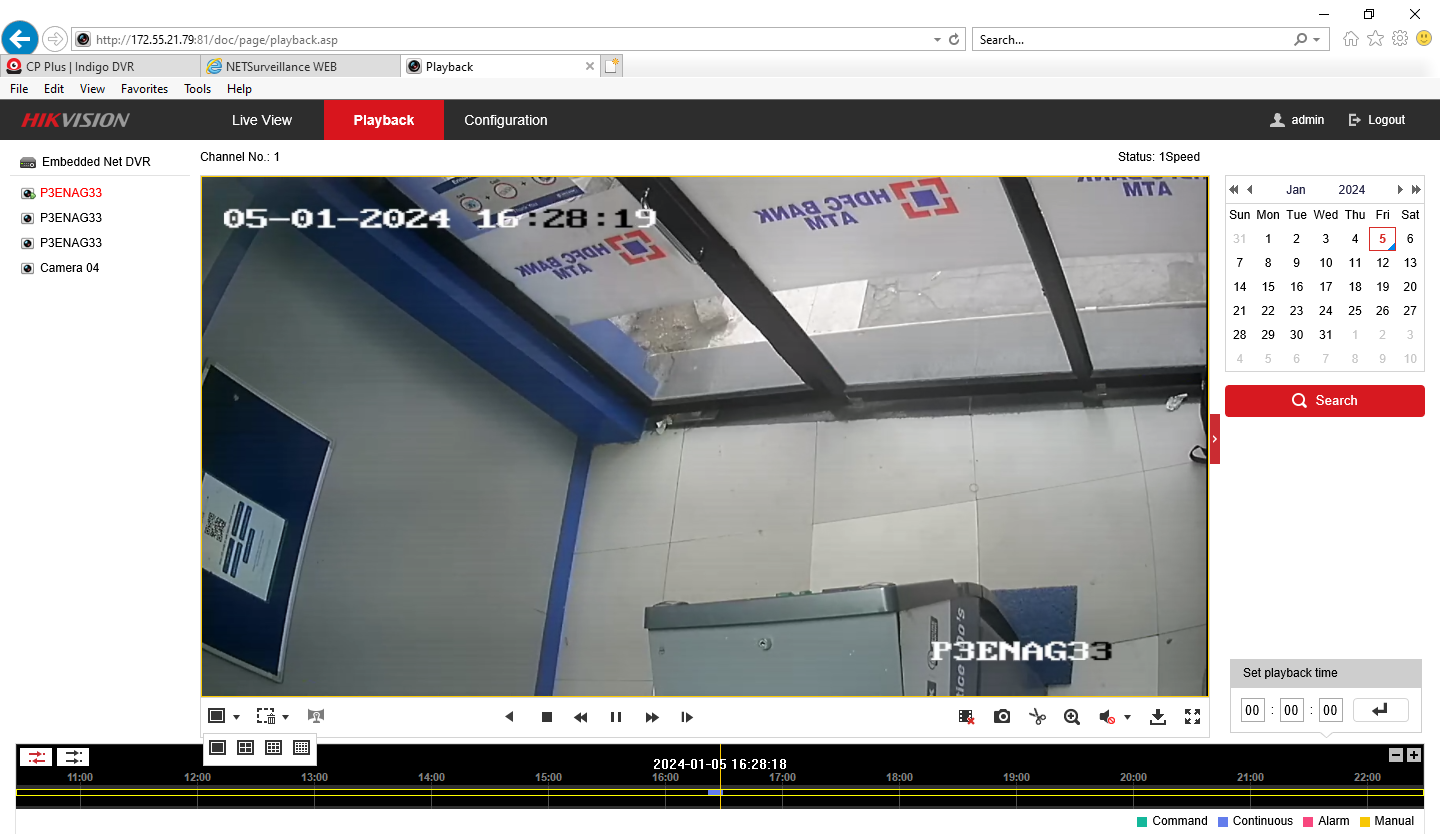 http://172.55.21.79:81/doc/page/playback.asp
Search...
CP Plus | Indigo DVR
NETSurveillance WEB
Playback
File Edit View Favorites Tools Help
HIKVISION
Live View
Playback
Configuration
admin
Logout
Embedded Net DVR
P3ENAG33
P3ENAG33
P3ENAG33
Camera 04
Channel No.: 1
Status: 1Speed
05-01-2024 16:28:19
HDFC BANK
ATM
HDFC BANK
ATM
ATM
P3ENAG33
Jan 2024
Sun Mon Tue Wed Thu Fri Sat
31 1 2 3 4 5 6
7 8 9 10 11 12 13
14 15 16 17 18 19 20
21 22 23 24 25 26 27
28 29 30 31 1 2 3
4 5 6 7 8 9 10
Search
Set playback time
00 : 00 : 00
2024-01-05 16:28:18
11:00 12:00 13:00 14:00 15:00 16:00 17:00 18:00 19:00 20:00 21:00 22:00
Command Continuous Alarm Manual